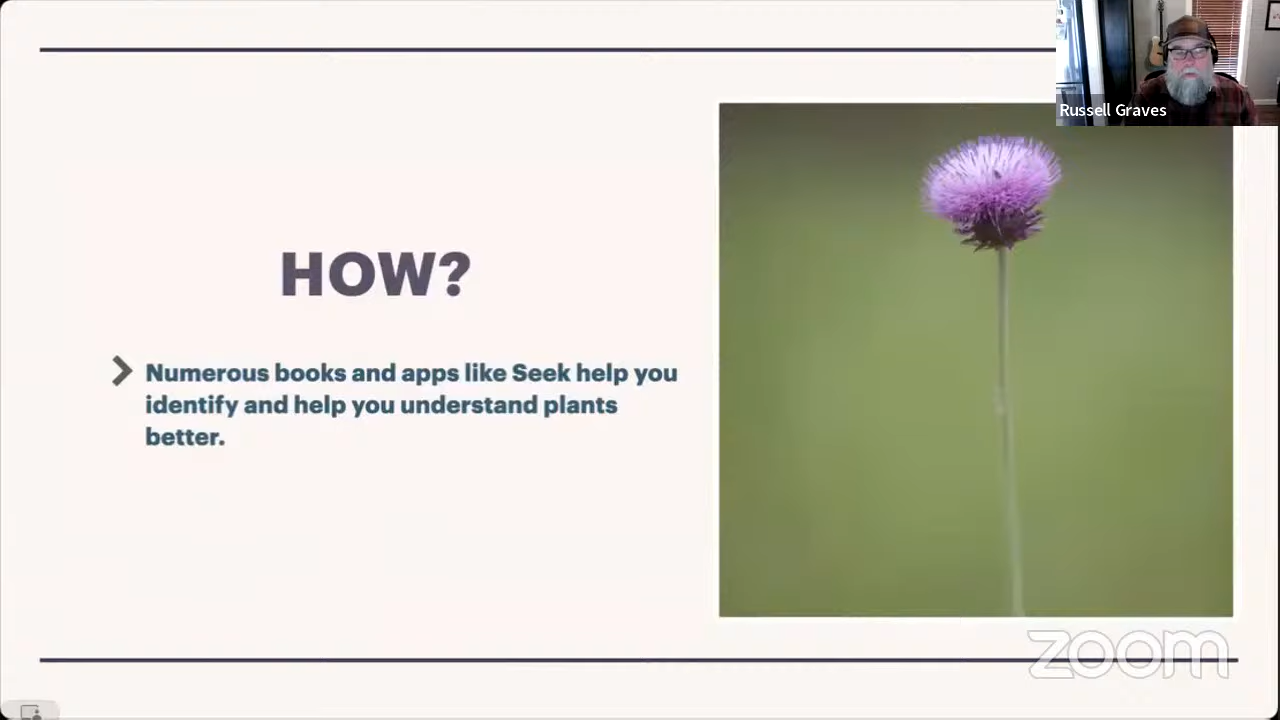 Russell Graves
HOW?
Numerous books and apps like Seek help you
identify and help you understand plants
better.
zoom